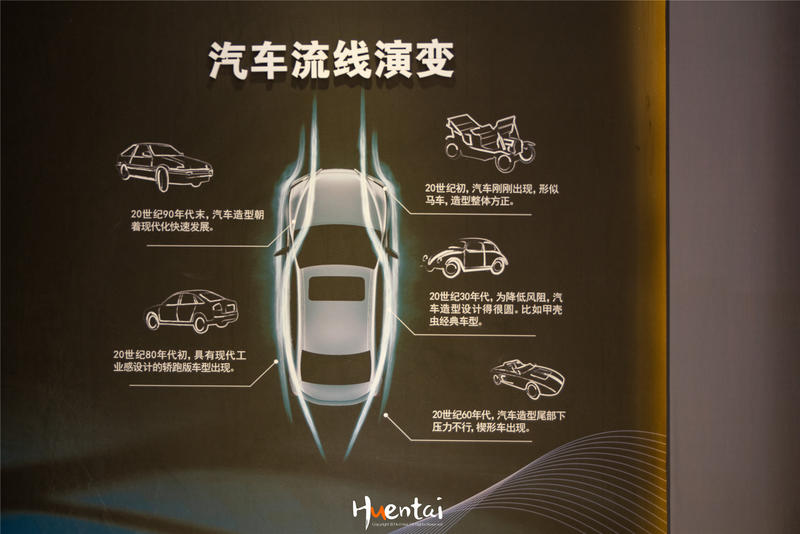 汽车流线演变
20世纪初,汽车刚刚出现,形似
马车,造型整体方正。
20世纪30年代,为降低风阻,汽
车造型设计得很圆。比如甲壳
虫经典车型。
20世纪60年代,汽车造型尾部下
压力不行,楔形车出现。
20世纪80年代初,具有现代工
业感设计的轿跑版车型出现。
20世纪90年代末,汽车造型朝
着现代化快速发展。
Huentai